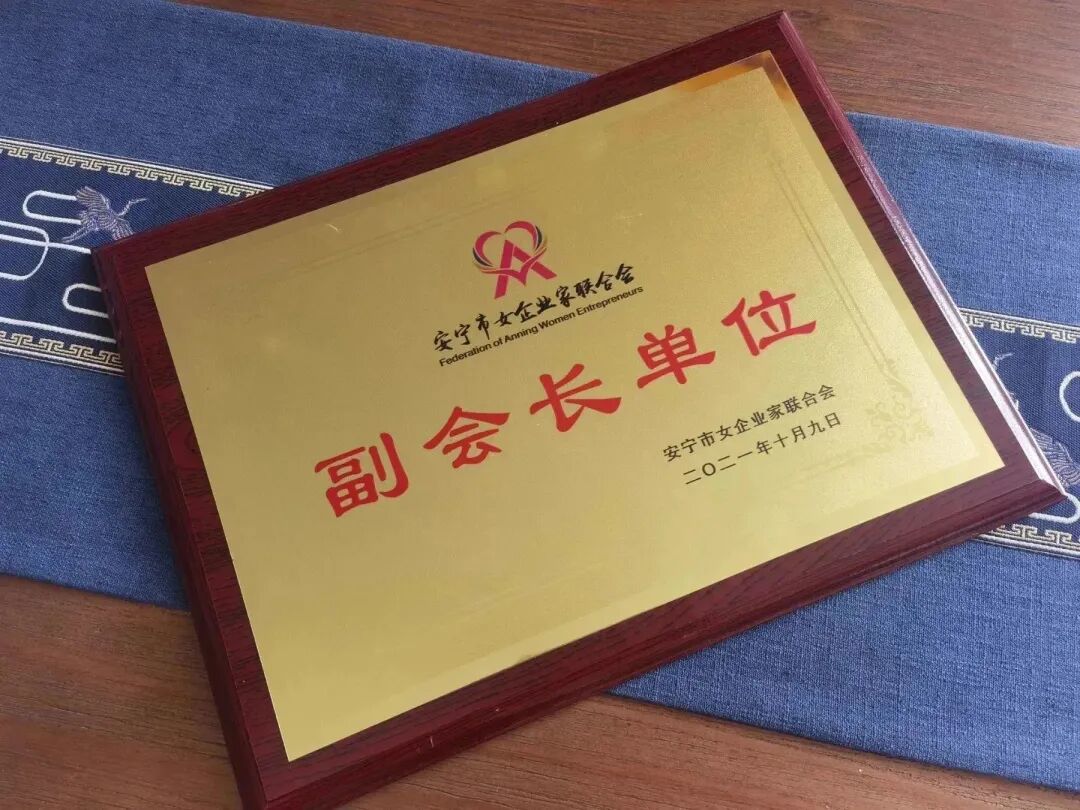 安宁市女企业家联合会
Federation of Anning Women Entrepreneurs
副会长单位
安宁市女企业家联合会
二〇二一年十月九日